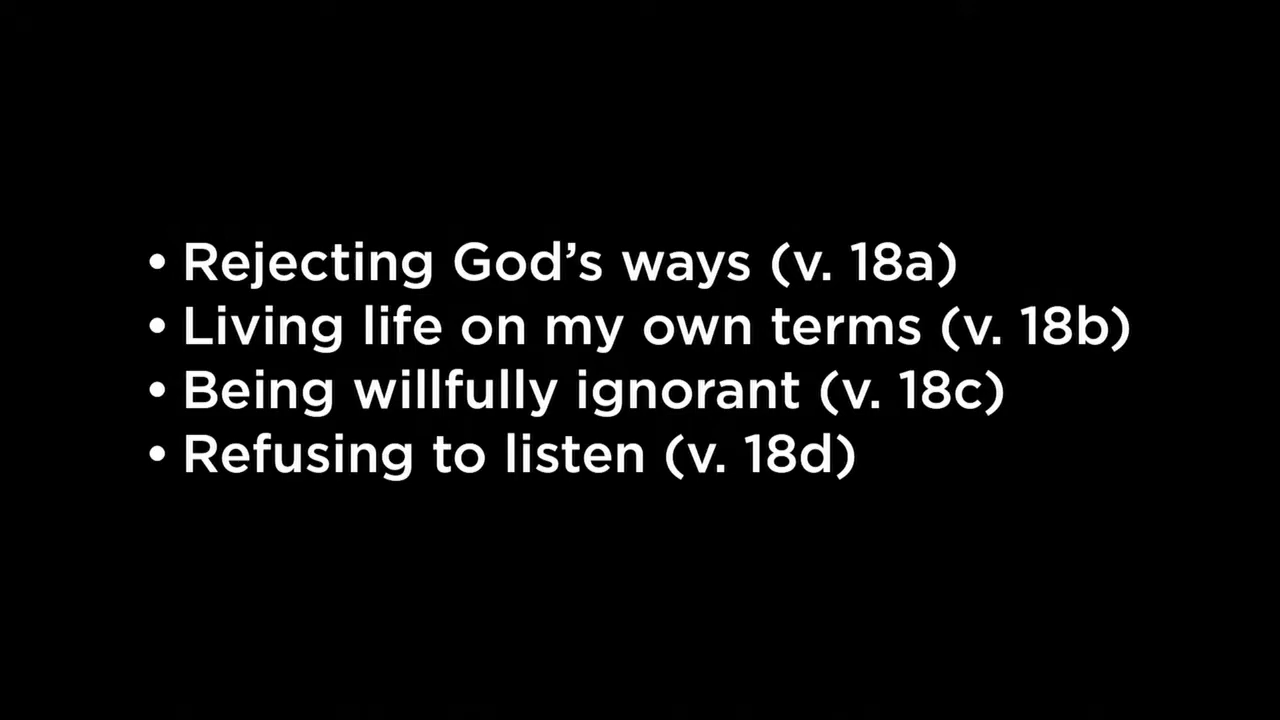 • Rejecting God’s ways (v. 18a)
• Living life on my own terms (v. 18b)
• Being willfully ignorant (v. 18c)
• Refusing to listen (v. 18d)